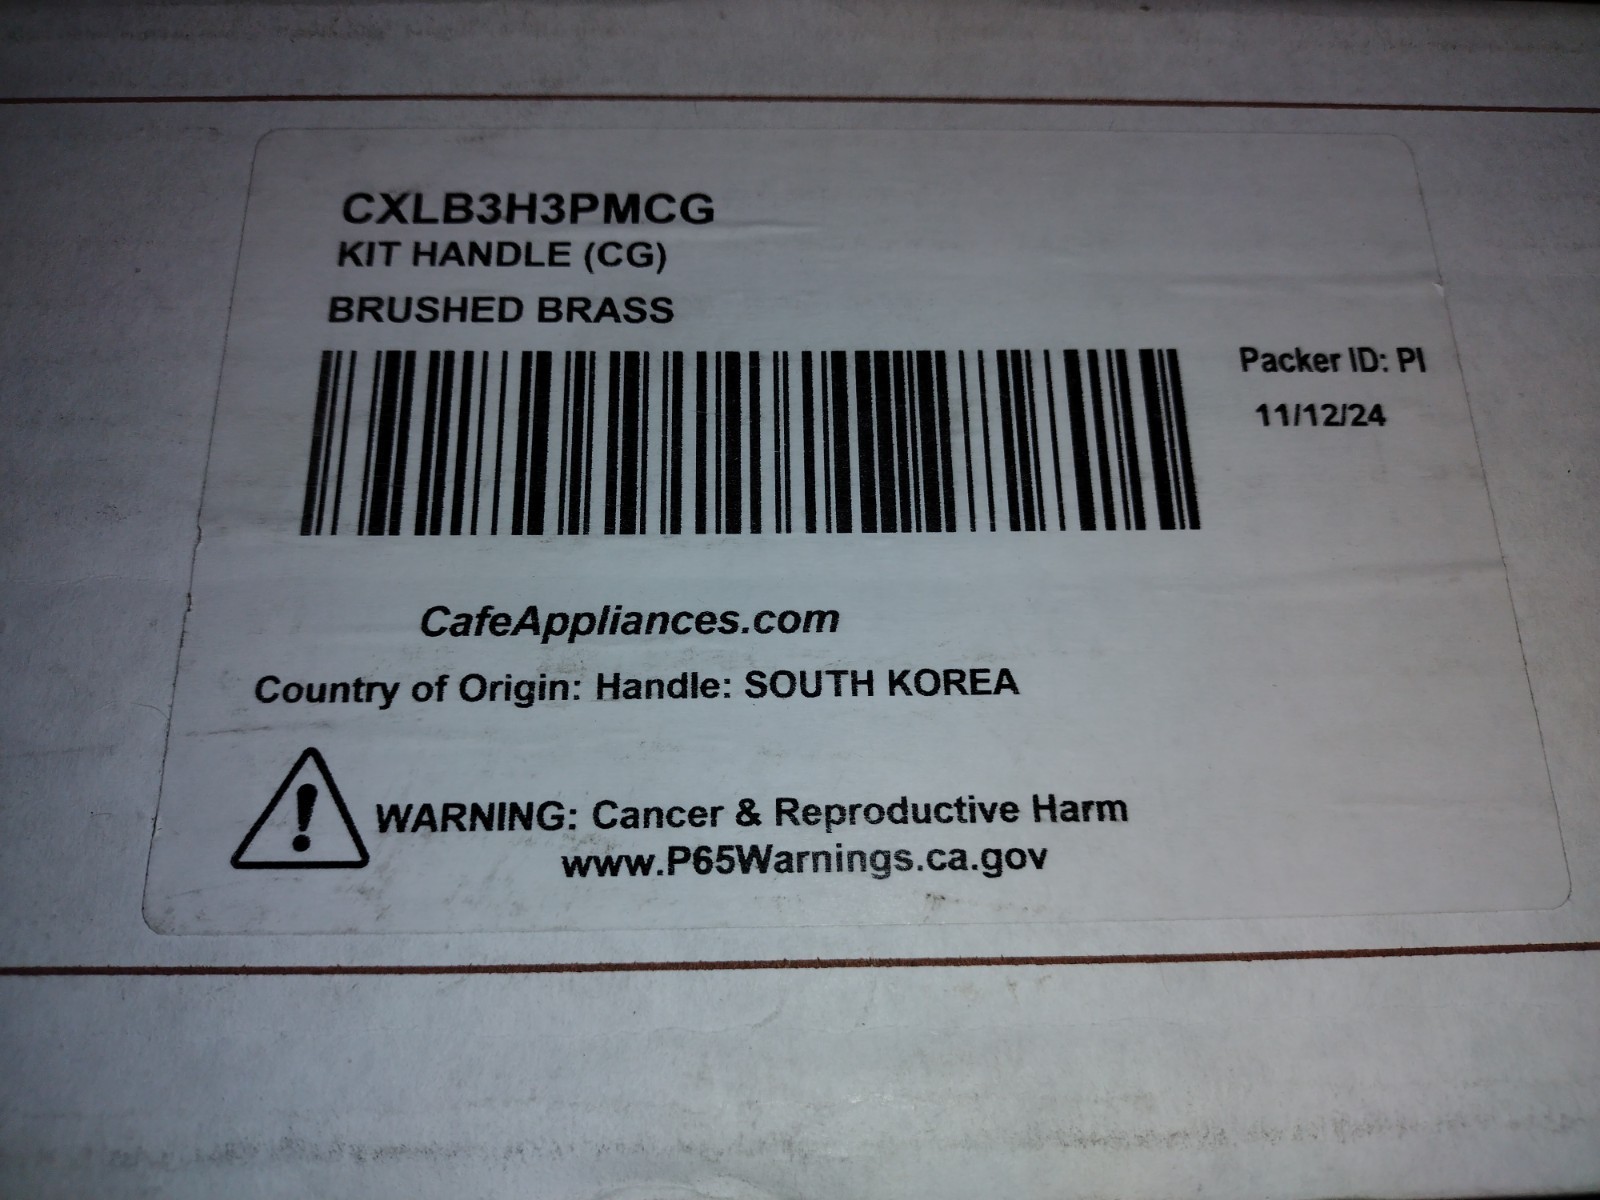 CXLB3H3PMCG
KIT HANDLE (CG)
BRUSHED BRASS
Packer ID: PI
11/12/24
CafeAppliances.com
Country of Origin: Handle: SOUTH KOREA
WARNING: Cancer & Reproductive Harm
www.P65Warnings.ca.gov